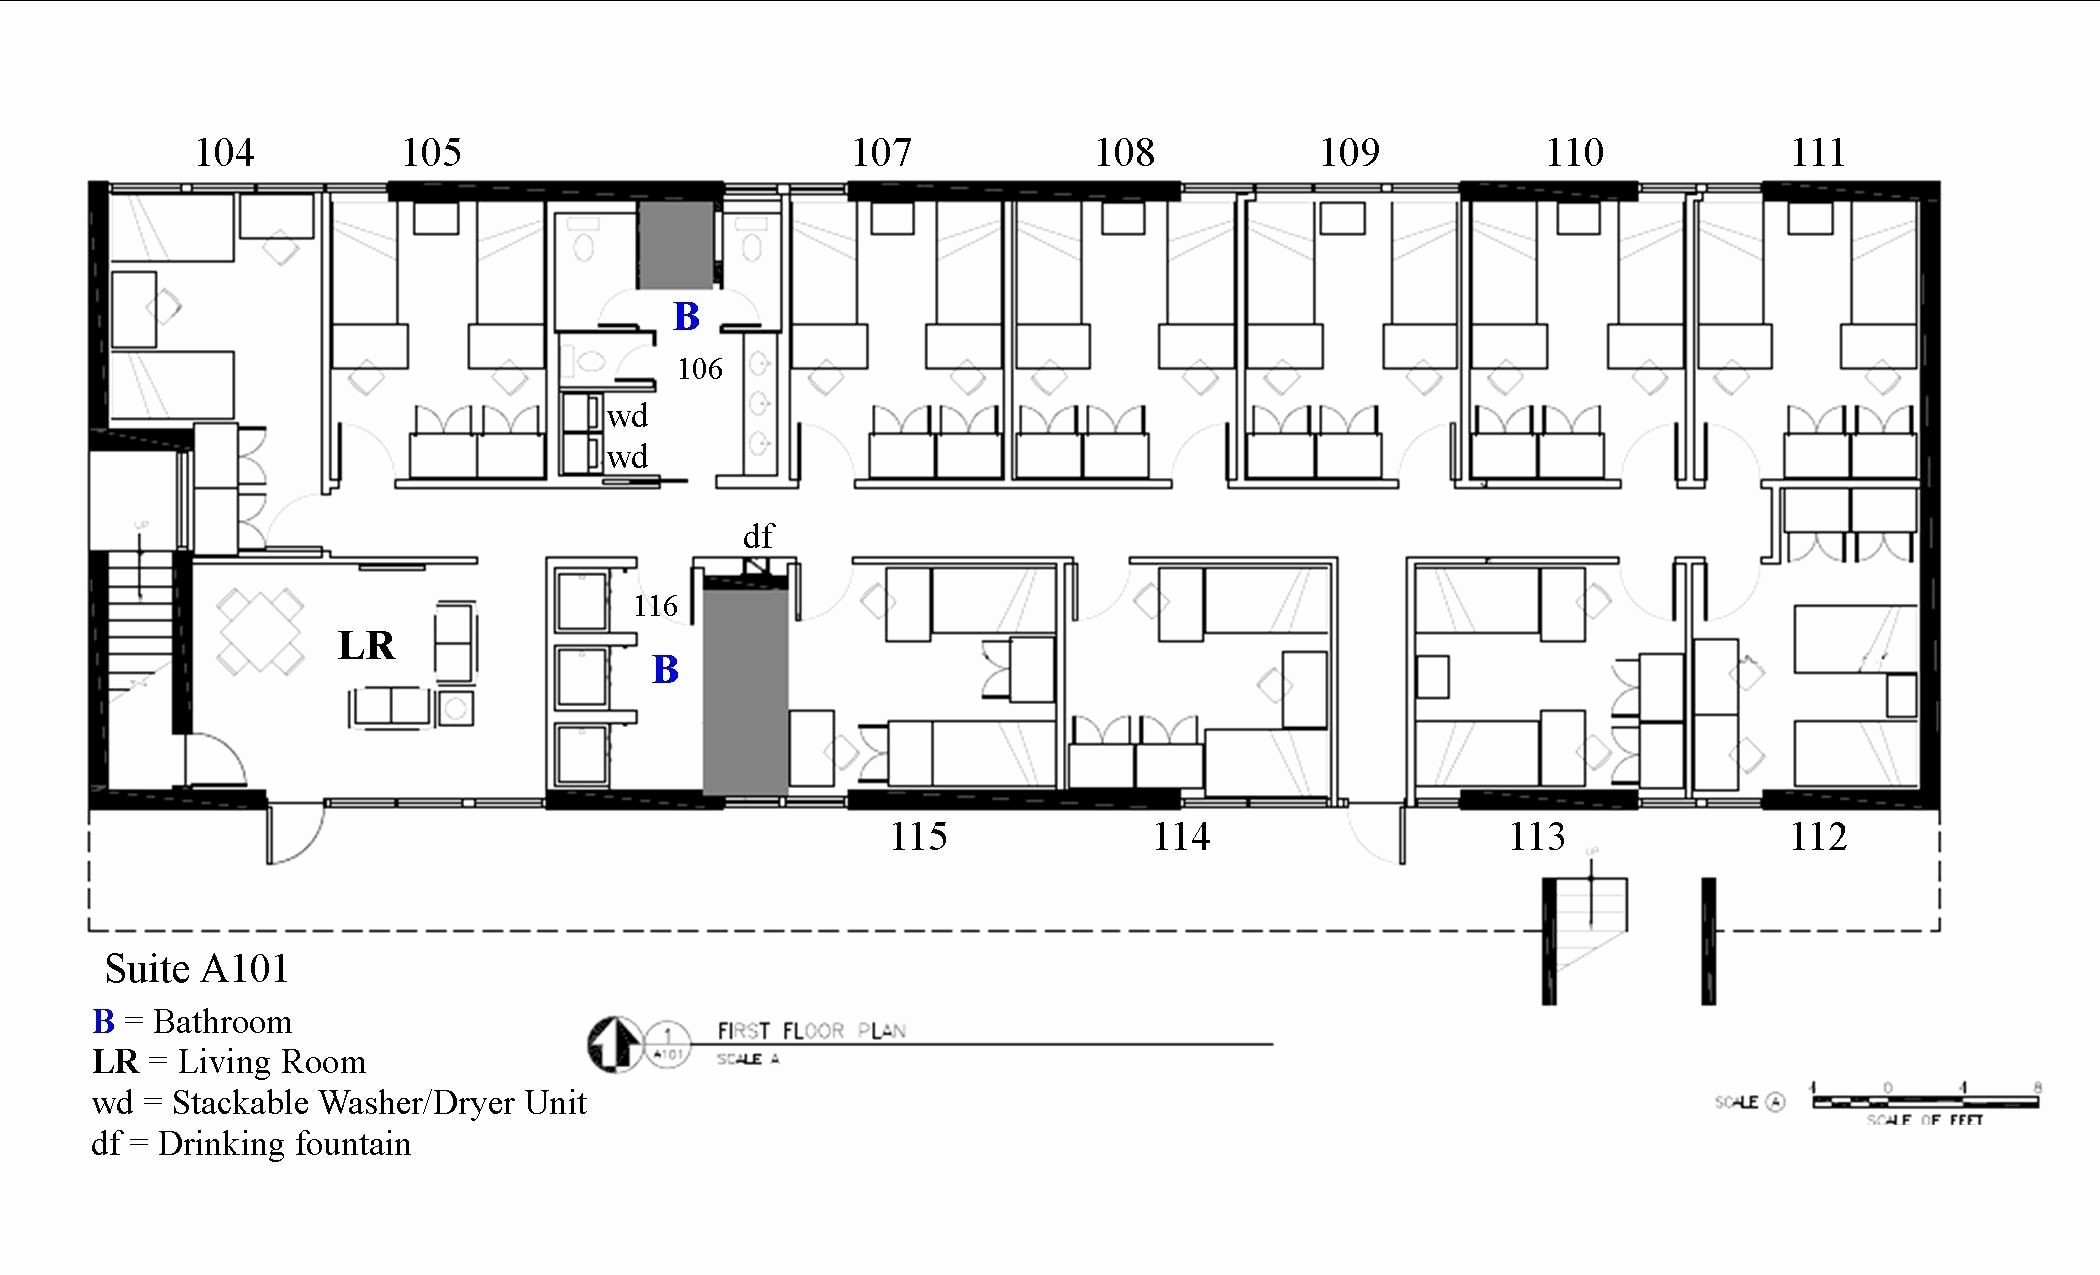 104 105 107 108 109 110 111
B
106
wd
wd
df
116
LR
B
115 114 113 112
UP
UP
Suite A101
B = Bathroom
LR = Living Room
wd = Stackable Washer/Dryer Unit
df = Drinking fountain
1
A101
FIRST FLOOR PLAN
SCALE A
SCALE A
4 0 4 8
SCALE OF FEET